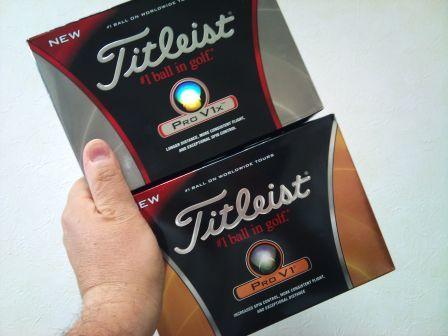 NEW
#1 BALL ON WORLDWIDE TOURS
Titleist
#1 ball in golf.®
PRO V1x™
LONGER DISTANCE, MORE CONSISTENT FLIGHT,
AND EXCEPTIONAL SPIN CONTROL
NEW
#1 BALL ON WORLDWIDE TOURS
Titleist
#1 ball in golf.®
PRO V1®
INCREASED SPIN CONTROL, MORE CONSISTENT FLIGHT,
AND EXCEPTIONAL DISTANCE